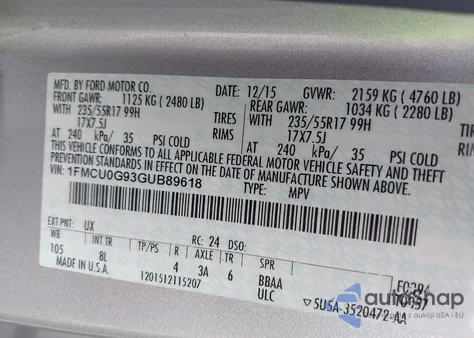 MFD. BY FORD MOTOR CO.
DATE: 12/15 GVWR: 2159 KG ( 4760 LB)
FRONT GAWR: 1125 KG ( 2480 LB) REAR GAWR: 1034 KG ( 2280 LB)
WITH WITH
235/55R17 99H TIRES 235/55R17 99H
17X7.5J RIMS 17X7.5J
AT 240 kPa/ 35 PSI COLD AT 240 kPa/ 35 PSI COLD
THIS VEHICLE CONFORMS TO ALL APPLICABLE FEDERAL MOTOR VEHICLE SAFETY AND THEFT
PREVENTION STANDARDS IN EFFECT ON THE DATE OF MANUFACTURE SHOWN ABOVE.
VIN: 1FMCU0G93GUB89618
TYPE: MPV
EXT PNT: UX RC: 24 DSO:
WB INT TR TP/PS R AXLE TR SPR
105 8L 4 3A 6 BBAA
MADE IN U.S.A. ULC
1201512115207 ▽5U5A-3520472-AA
autoShap
z USA i EU